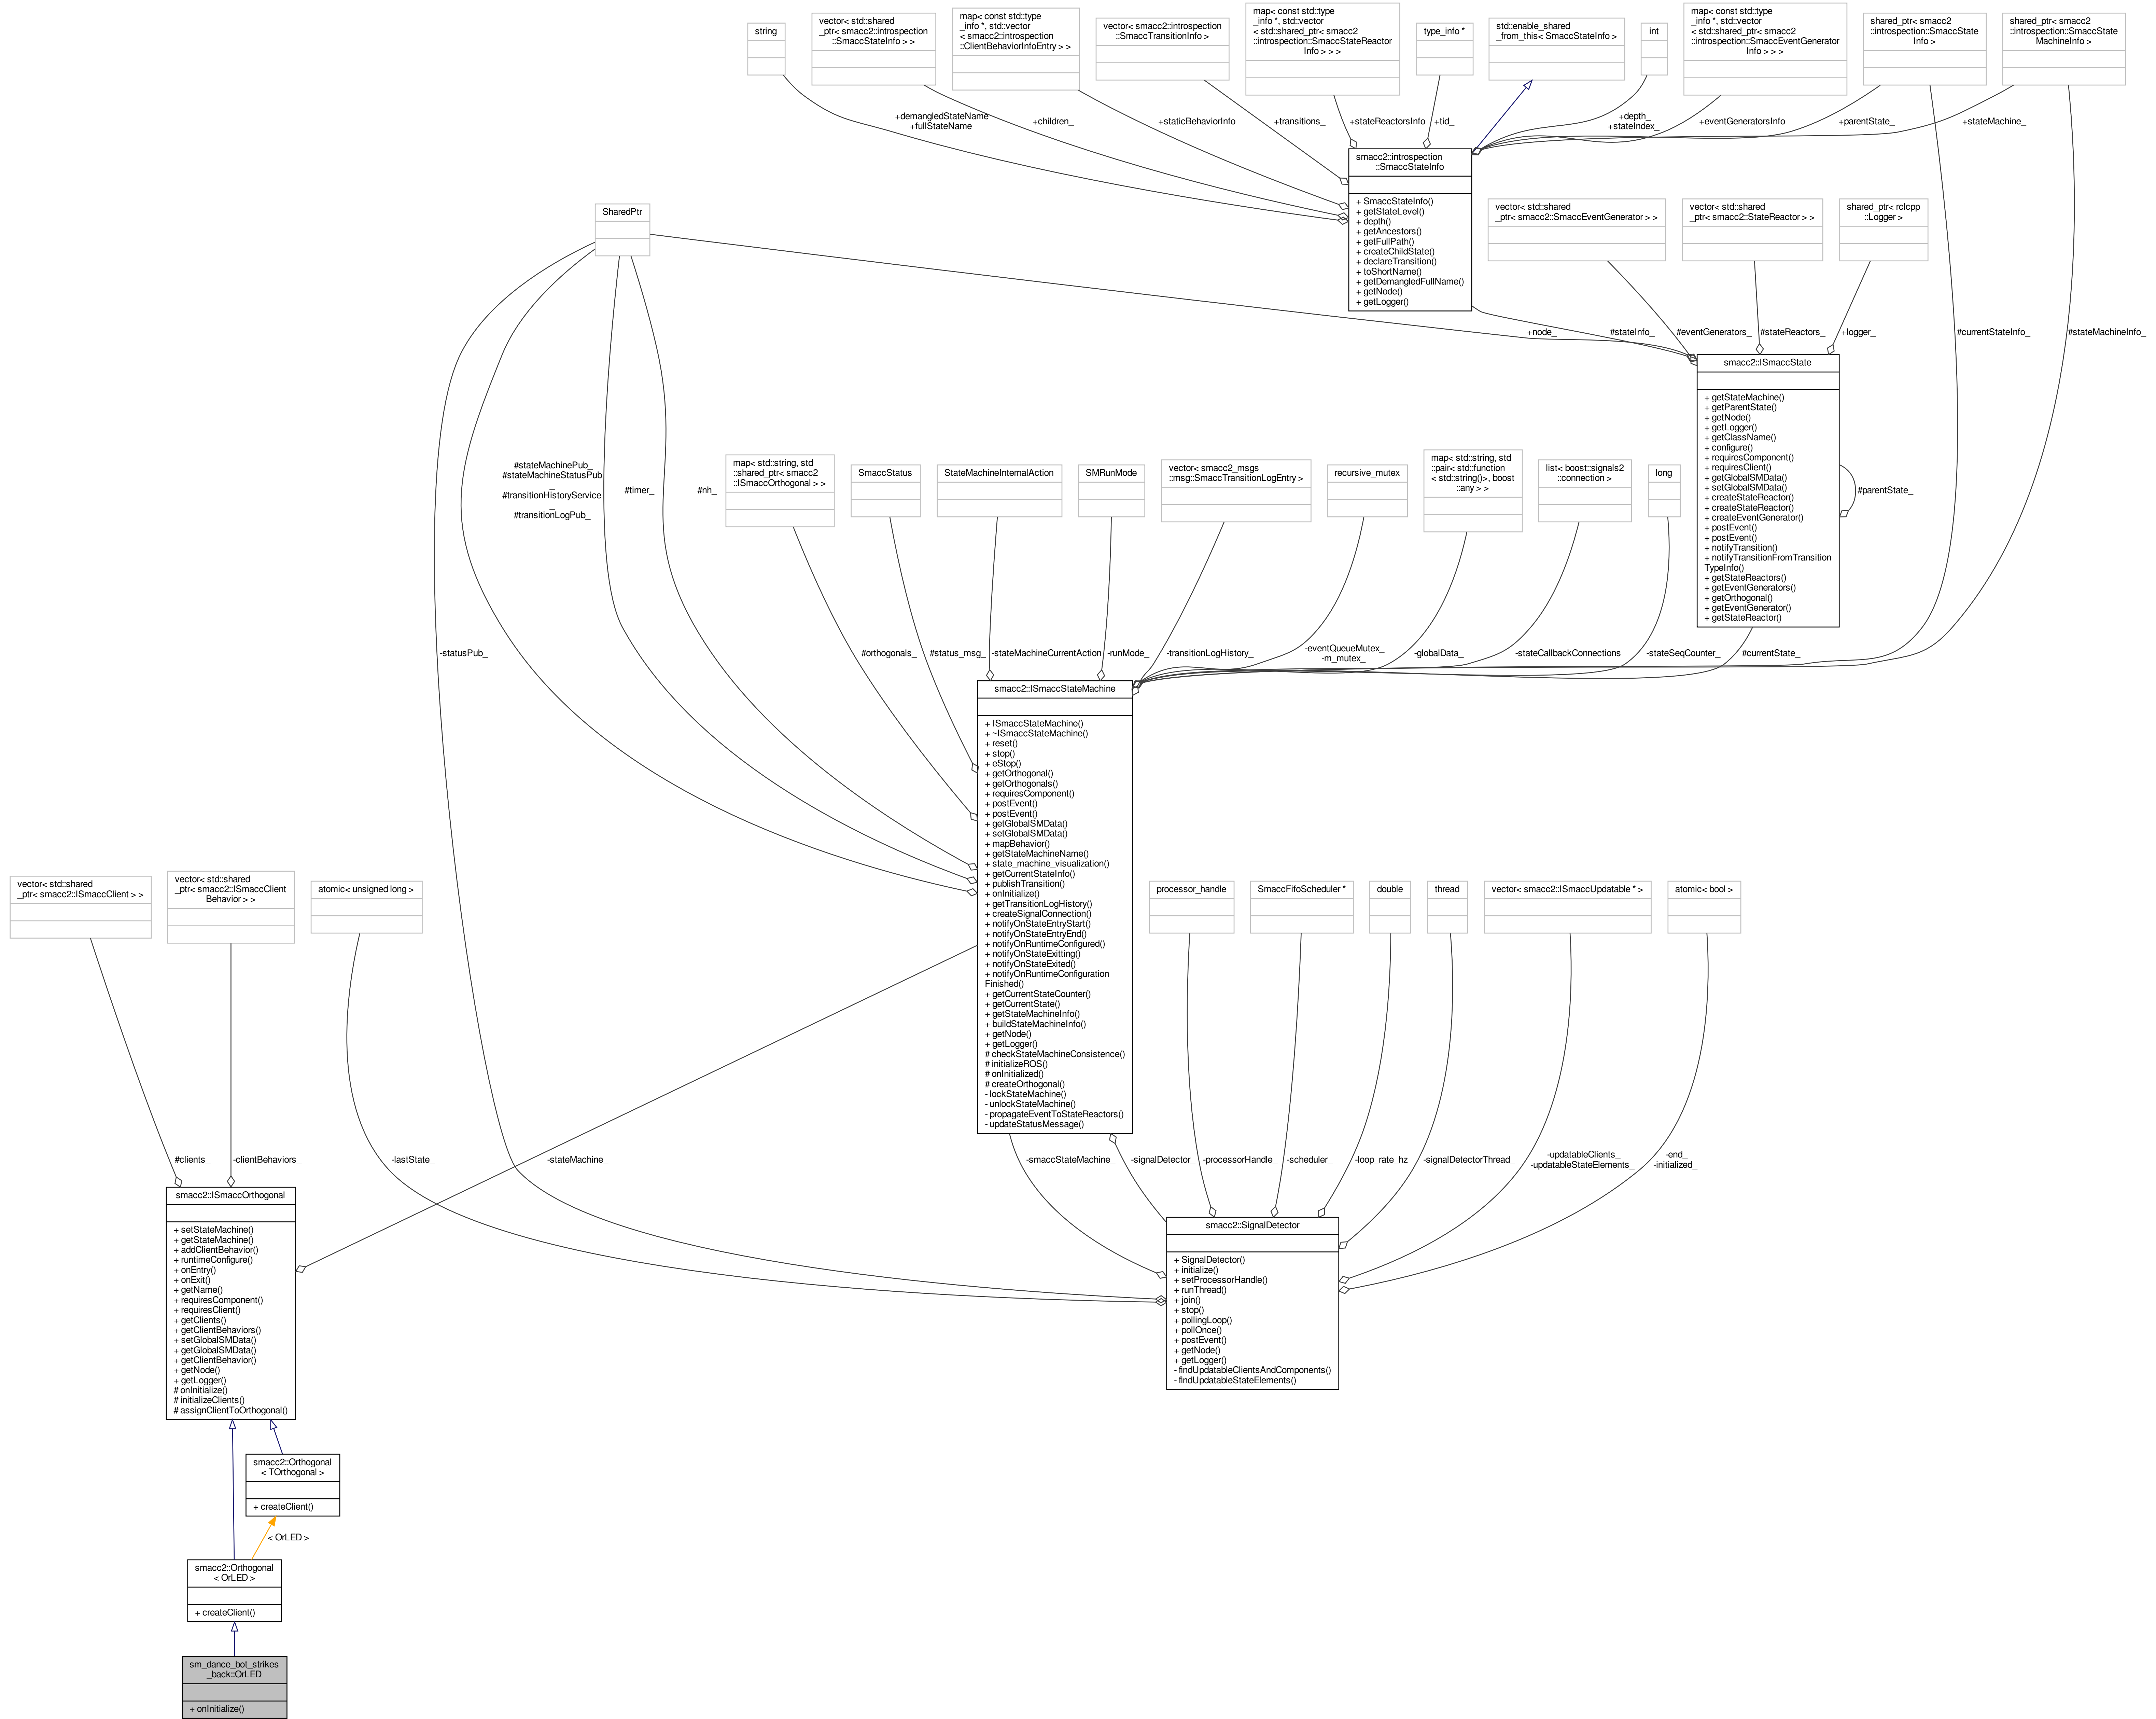 string
vector< std::shared
_ptr< smacc2::introspection
::SmaccStateInfo > >
map< const std::type
_info *, std::vector
< smacc2::introspection
::ClientBehaviorInfoEntry > >
vector< smacc2::introspection
::SmaccTransitionInfo >
map< const std::type
_info *, std::vector
< std::shared_ptr< smacc2
::introspection::SmaccStateReactor
Info > > >
type_info *
std::enable_shared
_from_this< SmaccStateInfo >
int
map< const std::type
_info *, std::vector
< std::shared_ptr< smacc2
::introspection::SmaccEventGenerator
Info > > >
shared_ptr< smacc2
::introspection::SmaccState
Info >
shared_ptr< smacc2
::introspection::SmaccState
MachineInfo >
+demangledStateName
+fullStateName
+children_
+staticBehaviorInfo
+transitions_
+stateReactorsInfo
+tid_
+depth_
+stateIndex_
+eventGeneratorsInfo
+parentState_
+stateMachine_
smacc2::introspection
::SmaccStateInfo
+ SmaccStateInfo()
+ getStateLevel()
+ depth()
+ getAncestors()
+ getFullPath()
+ createChildState()
+ declareTransition()
+ toShortName()
+ getDemangledFullName()
+ getNode()
+ getLogger()
SharedPtr
vector< std::shared
_ptr< smacc2::SmaccEventGenerator > >
vector< std::shared
_ptr< smacc2::StateReactor > >
shared_ptr< rclcpp
::Logger >
+node_
#stateInfo_
#eventGenerators_
#stateReactors_
+logger_
#currentStateInfo_
#stateMachineInfo_
smacc2::ISmaccState
+ getStateMachine()
+ getParentState()
+ getNode()
+ getLogger()
+ getClassName()
+ configure()
+ requiresComponent()
+ requiresClient()
+ getGlobalSMData()
+ setGlobalSMData()
+ createStateReactor()
+ createStateReactor()
+ createEventGenerator()
+ postEvent()
+ postEvent()
+ notifyTransition()
+ notifyTransitionFromTransition
TypeInfo()
+ getStateReactors()
+ getEventGenerators()
+ getOrthogonal()
+ getEventGenerator()
+ getStateReactor()
#parentState_
#stateMachinePub_
#stateMachineStatusPub
_
#transitionHistoryService
_
#transitionLogPub_
#timer_
#nh_
map< std::string, std
::shared_ptr< smacc2
::ISmaccOrthogonal > >
SmaccStatus
StateMachineInternalAction
SMRunMode
vector< smacc2_msgs
::msg::SmaccTransitionLogEntry >
recursive_mutex
map< std::string, std
::pair< std::function
< std::string()>, boost
::any > >
list< boost::signals2
::connection >
long
-statusPub_
#orthogonals_
#status_msg_
-stateMachineCurrentAction
-runMode_
-transitionLogHistory_
-eventQueueMutex_
-m_mutex_
-globalData_
-stateCallbackConnections
-stateSeqCounter_
#currentState_
smacc2::ISmaccStateMachine
+ ISmaccStateMachine()
+ ~ISmaccStateMachine()
+ reset()
+ stop()
+ eStop()
+ getOrthogonal()
+ getOrthogonals()
+ requiresComponent()
+ postEvent()
+ postEvent()
+ getGlobalSMData()
+ setGlobalSMData()
+ mapBehavior()
+ getStateMachineName()
+ state_machine_visualization()
+ getCurrentStateInfo()
+ publishTransition()
+ onInitialize()
+ getTransitionLogHistory()
+ createSignalConnection()
+ notifyOnStateEntryStart()
+ notifyOnStateEntryEnd()
+ notifyOnRuntimeConfigured()
+ notifyOnStateExitting()
+ notifyOnStateExited()
+ notifyOnRuntimeConfiguration
Finished()
+ getCurrentStateCounter()
+ getCurrentState()
+ getStateMachineInfo()
+ buildStateMachineInfo()
+ getNode()
+ getLogger()
# checkStateMachineConsistence()
# initializeROS()
# onInitialized()
# createOrthogonal()
- lockStateMachine()
- unlockStateMachine()
- propagateEventToStateReactors()
- updateStatusMessage()
vector< std::shared
_ptr< smacc2::ISmaccClient > >
vector< std::shared
_ptr< smacc2::ISmaccClient
Behavior > >
atomic< unsigned long >
processor_handle
SmaccFifoScheduler *
double
thread
vector< smacc2::ISmaccUpdatable * >
atomic< bool >
#clients_
-clientBehaviors_
-lastState_
-stateMachine_
-smaccStateMachine_
-signalDetector_
-processorHandle_
-scheduler_
-loop_rate_hz
-signalDetectorThread_
-updatableClients_
-updatableStateElements_
-end_
-initialized_
smacc2::ISmaccOrthogonal
+ setStateMachine()
+ getStateMachine()
+ addClientBehavior()
+ runtimeConfigure()
+ onEntry()
+ onExit()
+ getName()
+ requiresComponent()
+ requiresClient()
+ getClients()
+ getClientBehaviors()
+ setGlobalSMData()
+ getGlobalSMData()
+ getClientBehavior()
+ getNode()
+ getLogger()
# onInitialize()
# initializeClients()
# assignClientToOrthogonal()
smacc2::SignalDetector
+ SignalDetector()
+ initialize()
+ setProcessorHandle()
+ runThread()
+ join()
+ stop()
+ pollingLoop()
+ pollOnce()
+ postEvent()
+ getNode()
+ getLogger()
- findUpdatableClientsAndComponents()
- findUpdatableStateElements()
smacc2::Orthogonal
< TOrthogonal >
+ createClient()
< OrLED >
smacc2::Orthogonal
< OrLED >
+ createClient()
sm_dance_bot_strikes
_back::OrLED
+ onInitialize()